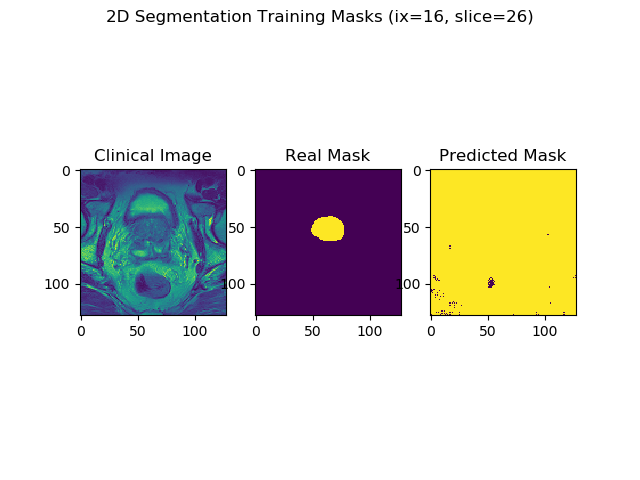 2D Segmentation Training Masks (ix=16, slice=26)
Clinical Image Real Mask Predicted Mask
0 0 0
50 50 50
100 100 100
0 50 100 0 50 100 0 50 100